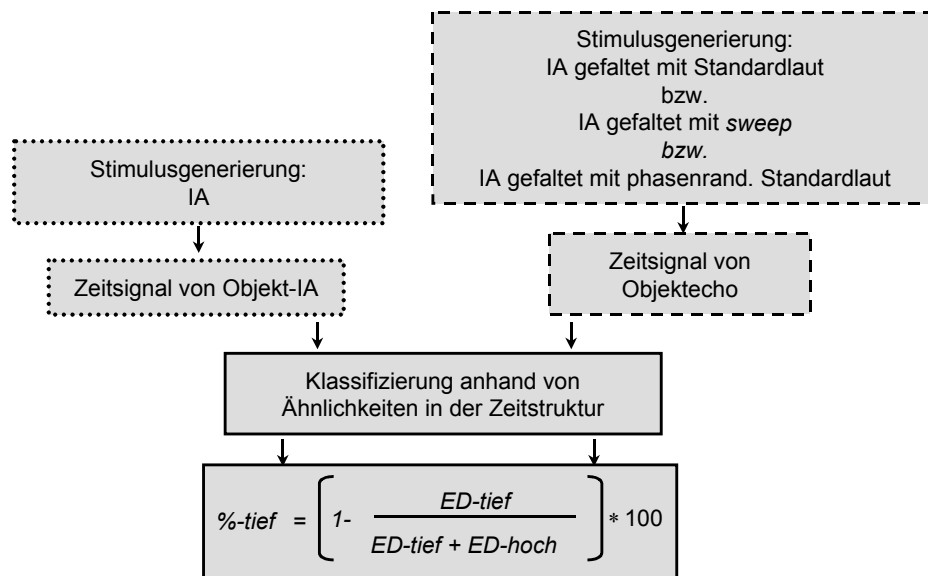 Stimulusgenerierung:
IA gefaltet mit Standardlaut
bzw.
IA gefaltet mit sweep
bzw.
IA gefaltet mit phasenrand. Standardlaut
Stimulusgenerierung:
IA
Zeitsignal von Objekt-IA
Zeitsignal von
Objektecho
Klassifizierung anhand von
Ähnlichkeiten in der Zeitstruktur
ED-tief
%-tief = [ 1- ] * 100
ED-tief + ED-hoch